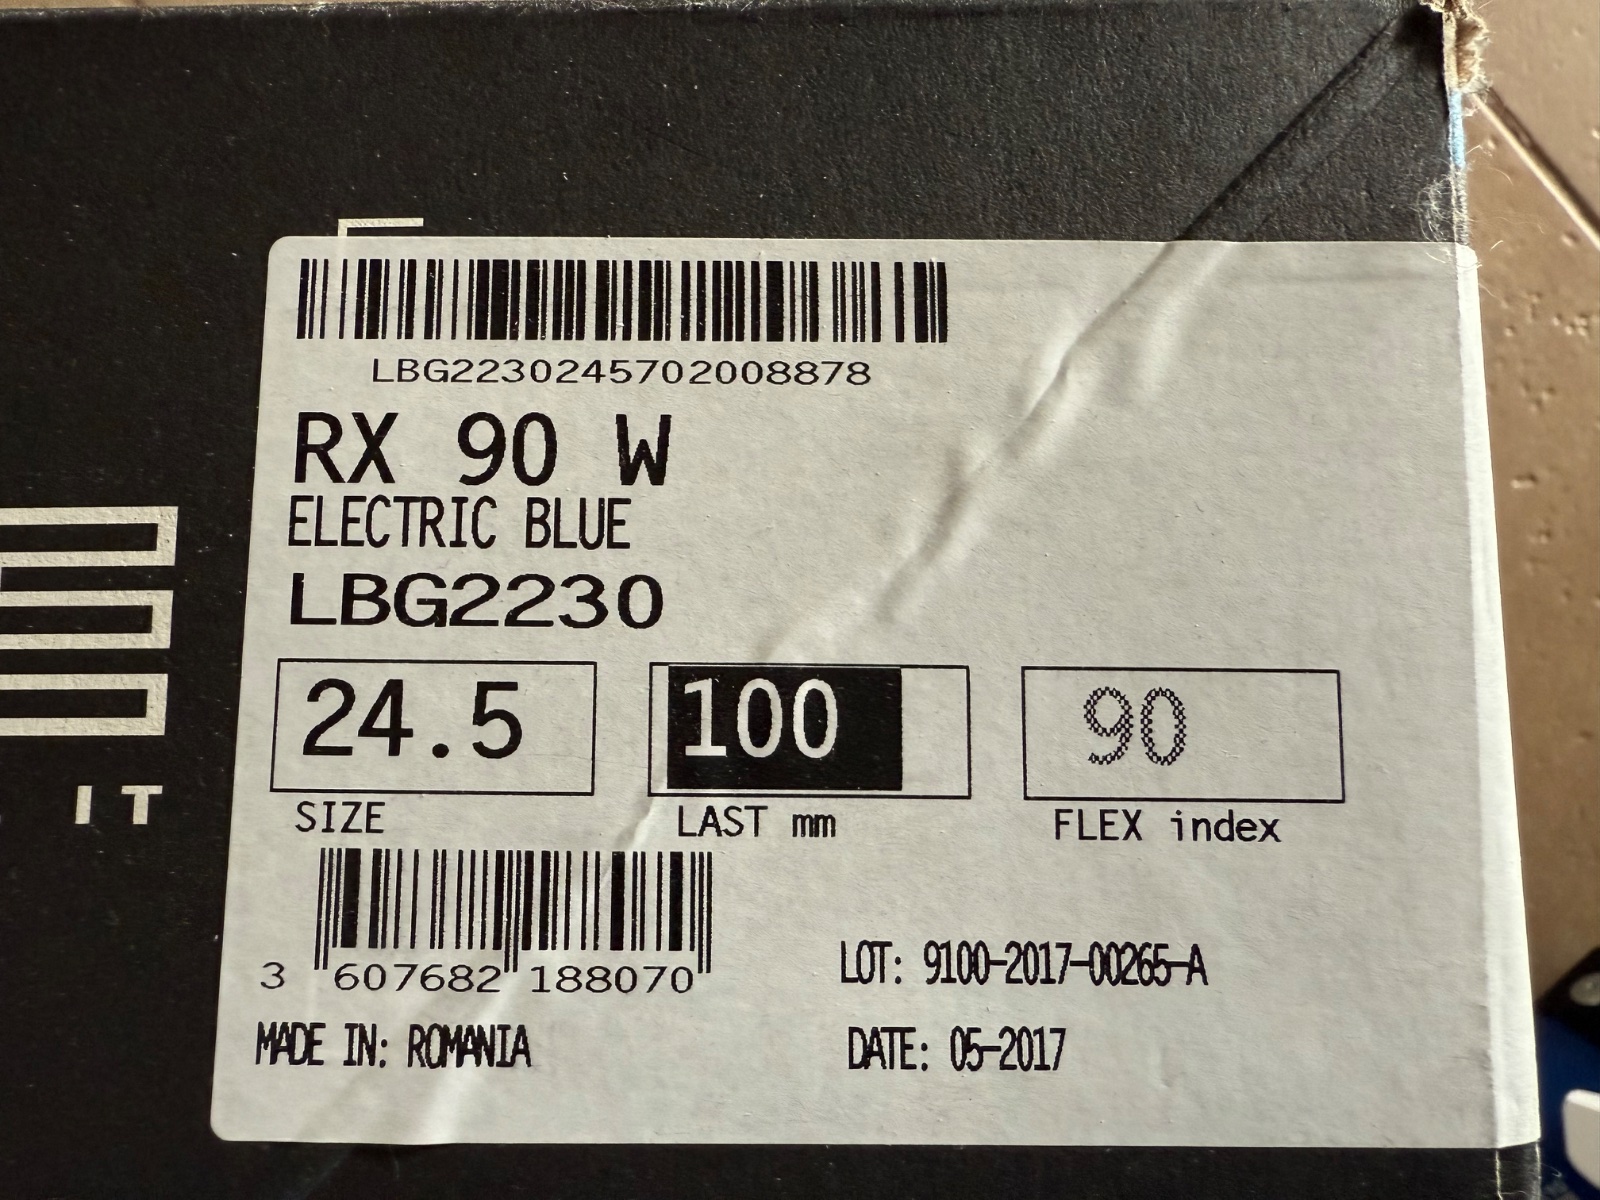 LBG2230245702008878
RX 90 W
ELECTRIC BLUE
LBG2230
24.5 100 90
SIZE LAST mm FLEX index
3 607682 188070
LOT: 9100-2017-00265-A
MADE IN: ROMANIA DATE: 05-2017
IT